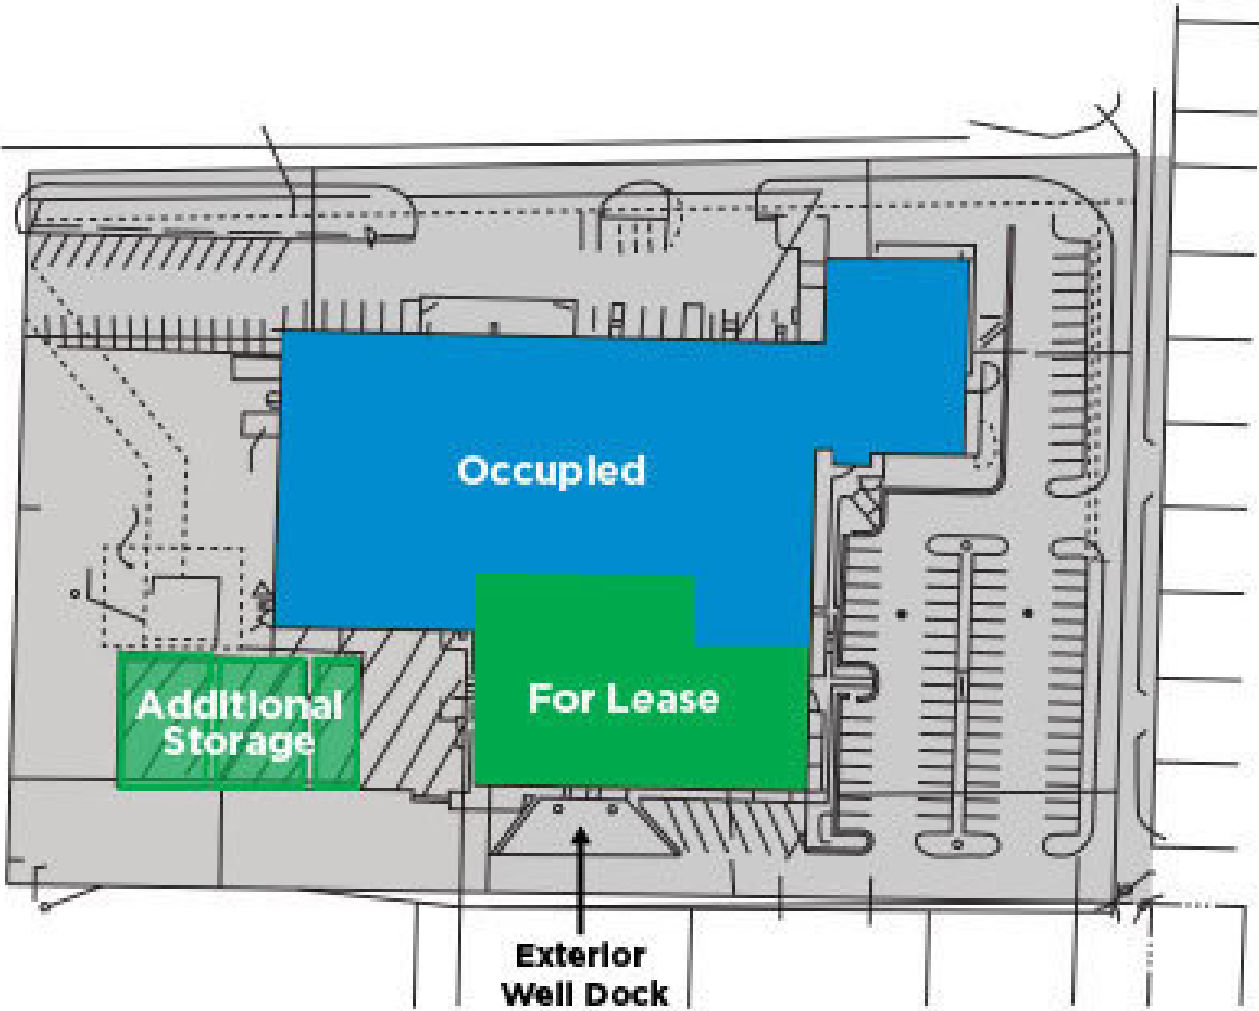 Occupied
For Lease
Additional
Storage
Exterior
Well Dock